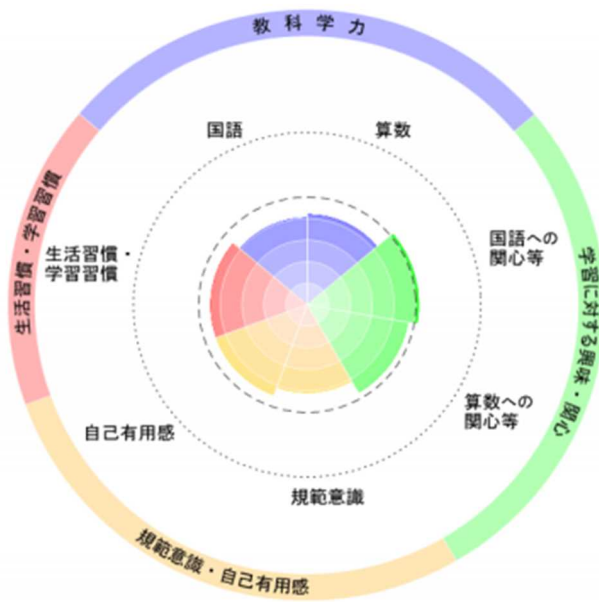 教科学力
国語
算数
生活習慣・学習習慣
生活習慣・
学習習慣
国語への
関心等
学習に対する興味・関心
算数への
関心等
自己有用感
規範意識
規範意識・自己有用感